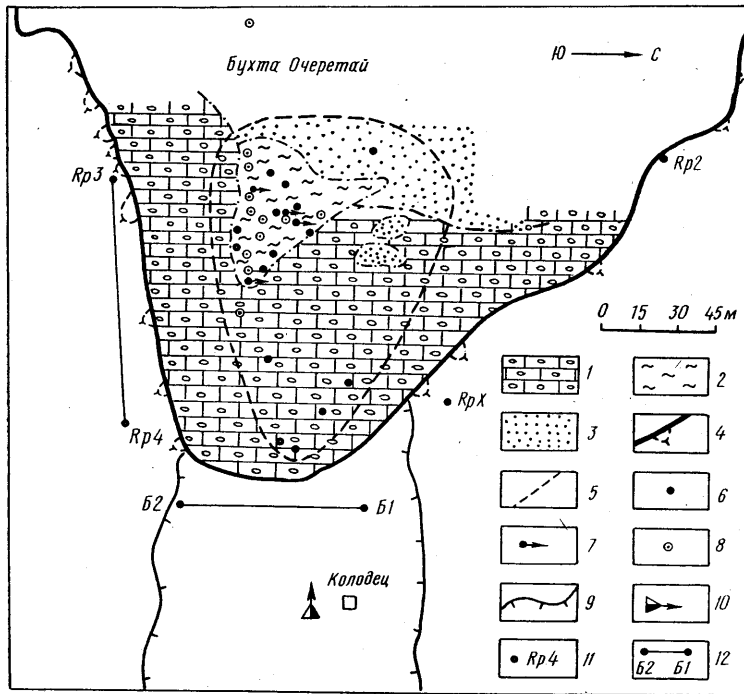 Бухта Очеретай
Ю С
Rp3
Rp2
0 15 30 45 м
1 2
RpX
Rp4
3 4
5 6
Б2 Б1
7 8
Колодец
9 10
Rp4 11
Б2 Б1 12